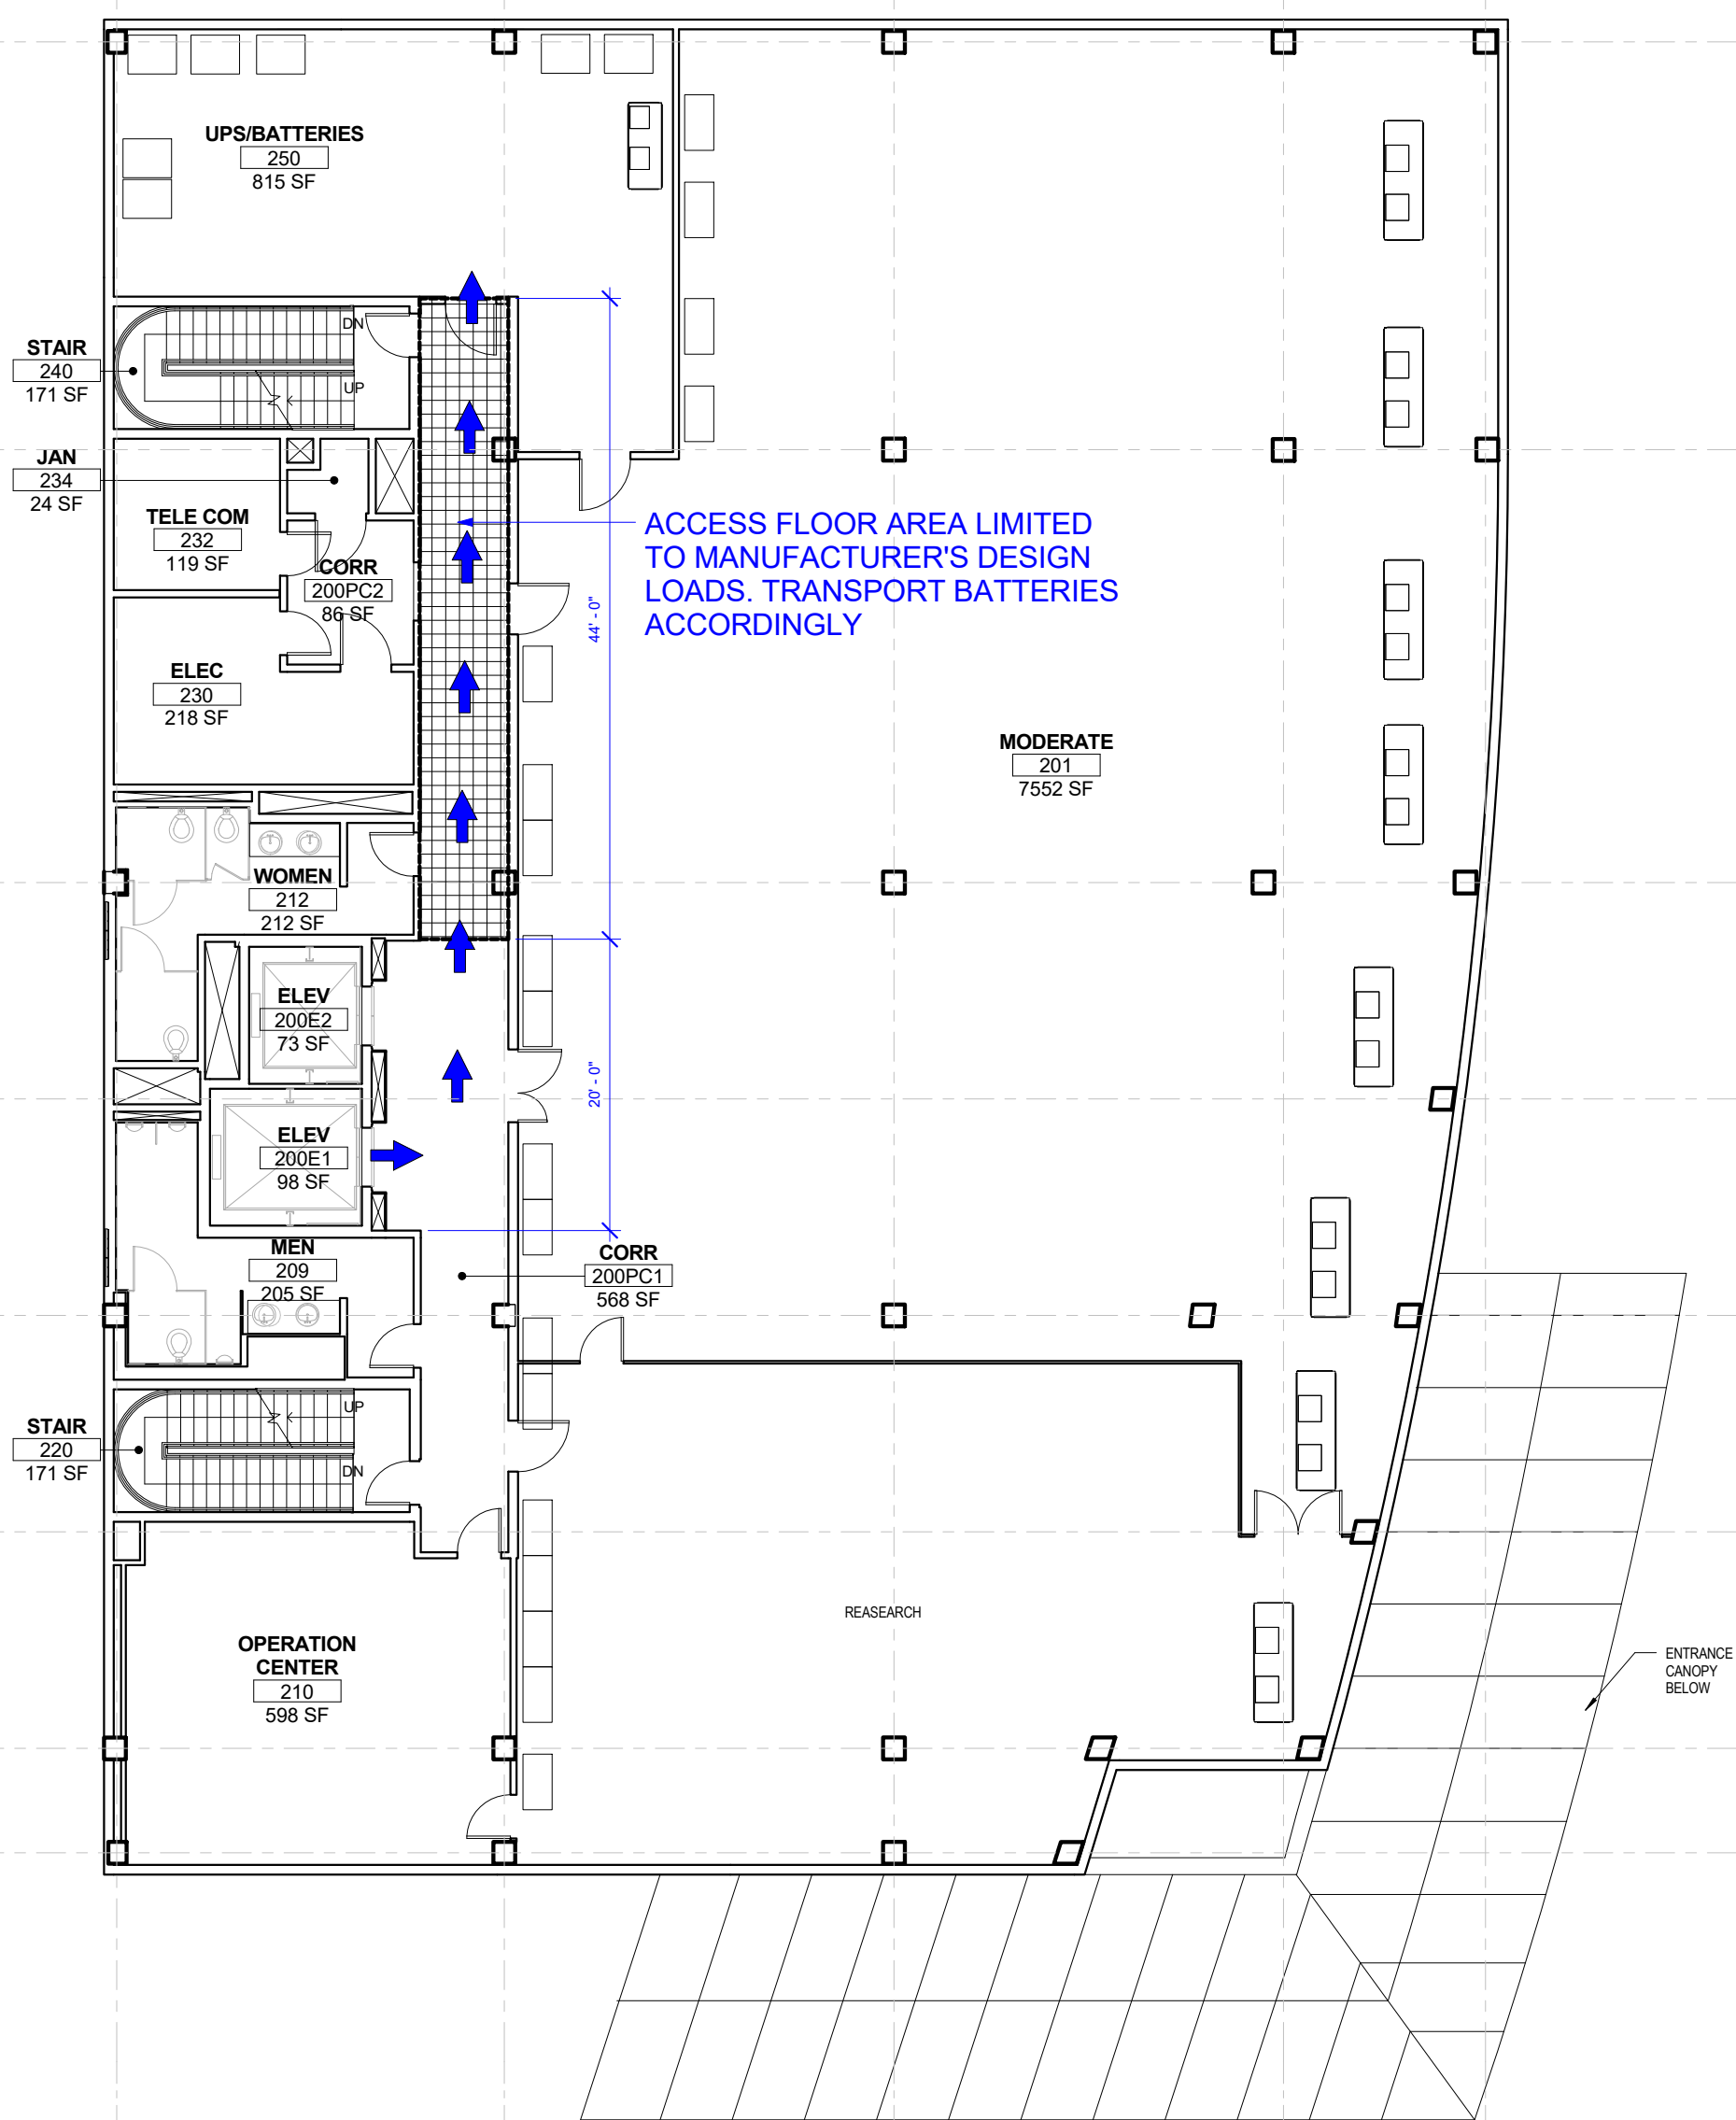 UPS/BATTERIES
250
815 SF
DN
STAIR
240
171 SF
UP
JAN
234
24 SF
TELE COM
232
119 SF
CORR
200PC2
86 SF
ACCESS FLOOR AREA LIMITED
TO MANUFACTURER'S DESIGN
LOADS. TRANSPORT BATTERIES
ACCORDINGLY
44' - 0"
ELEC
230
218 SF
MODERATE
201
7552 SF
WOMEN
212
212 SF
ELEV
200E2
73 SF
20' - 0"
ELEV
200E1
98 SF
MEN
209
205 SF
CORR
200PC1
568 SF
UP
STAIR
220
171 SF
DN
REASEARCH
OPERATION
CENTER
210
598 SF
ENTRANCE
CANOPY
BELOW